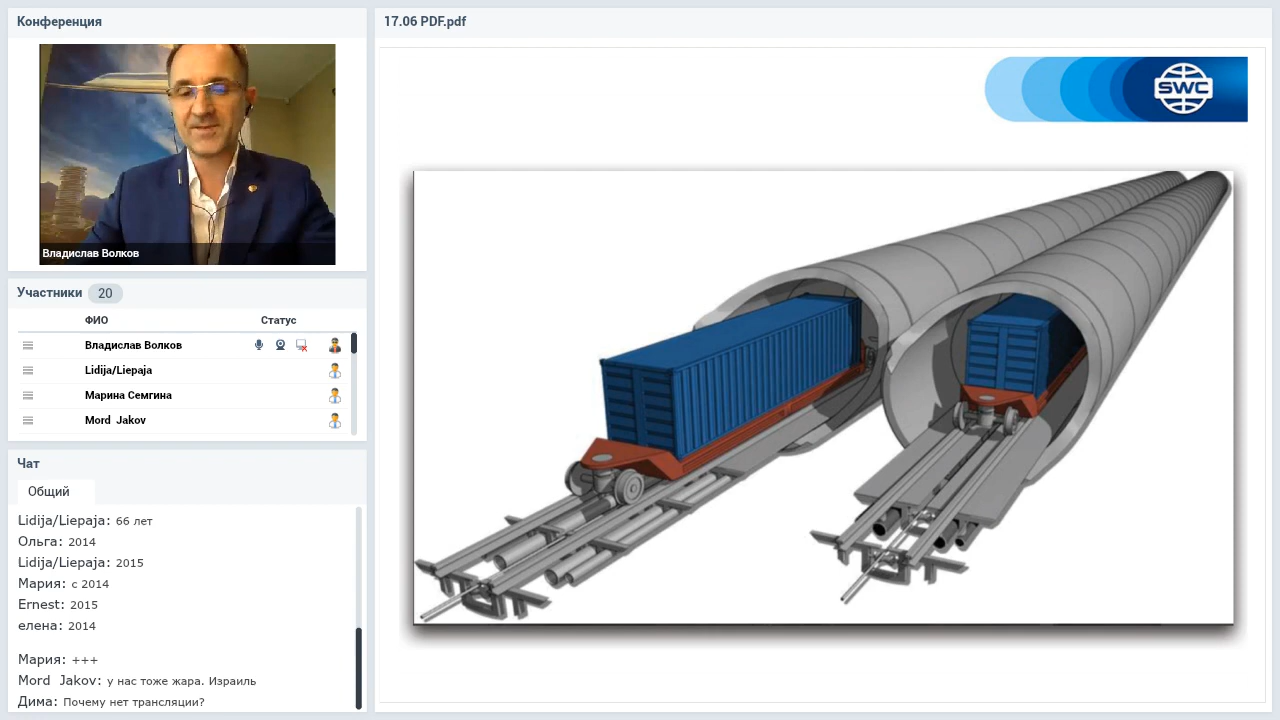 Конференция
Владислав Волков
Участники 20
ФИО Статус
Владислав Волков
Lidija/Liepaja
Марина Семгина
Mord Jakov
Чат
Общий
Lidija/Liepaja: 66 лет
Ольга: 2014
Lidija/Liepaja: 2015
Мария: с 2014
Ernest: 2015
елена: 2014
Мария: +++
Mord Jakov: у нас тоже жара. Израиль
Дима: Почему нет трансляции?
17.06 PDF.pdf
SWC